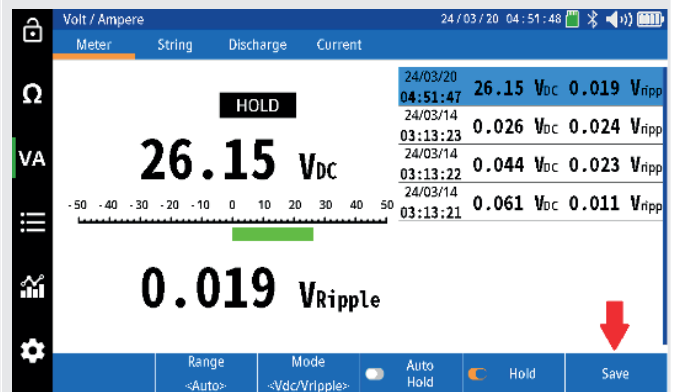 Volt / Ampere
24/03/20 04:51:48
Meter String Discharge Current
Ω
VA
HOLD
26.15 VDC
-50 -40 -30 -20 -10 0 10 20 30 40 50
0.019 VRipple
24/03/20
04:51:47 26.15 VDC 0.019 Vripp
24/03/14
03:13:23 0.026 VDC 0.024 Vripp
24/03/14
03:13:22 0.044 VDC 0.023 Vripp
24/03/14
03:13:21 0.061 VDC 0.011 Vripp
Range
<Auto>
Mode
<Vdc/Vripple>
Auto
Hold
Hold
Save